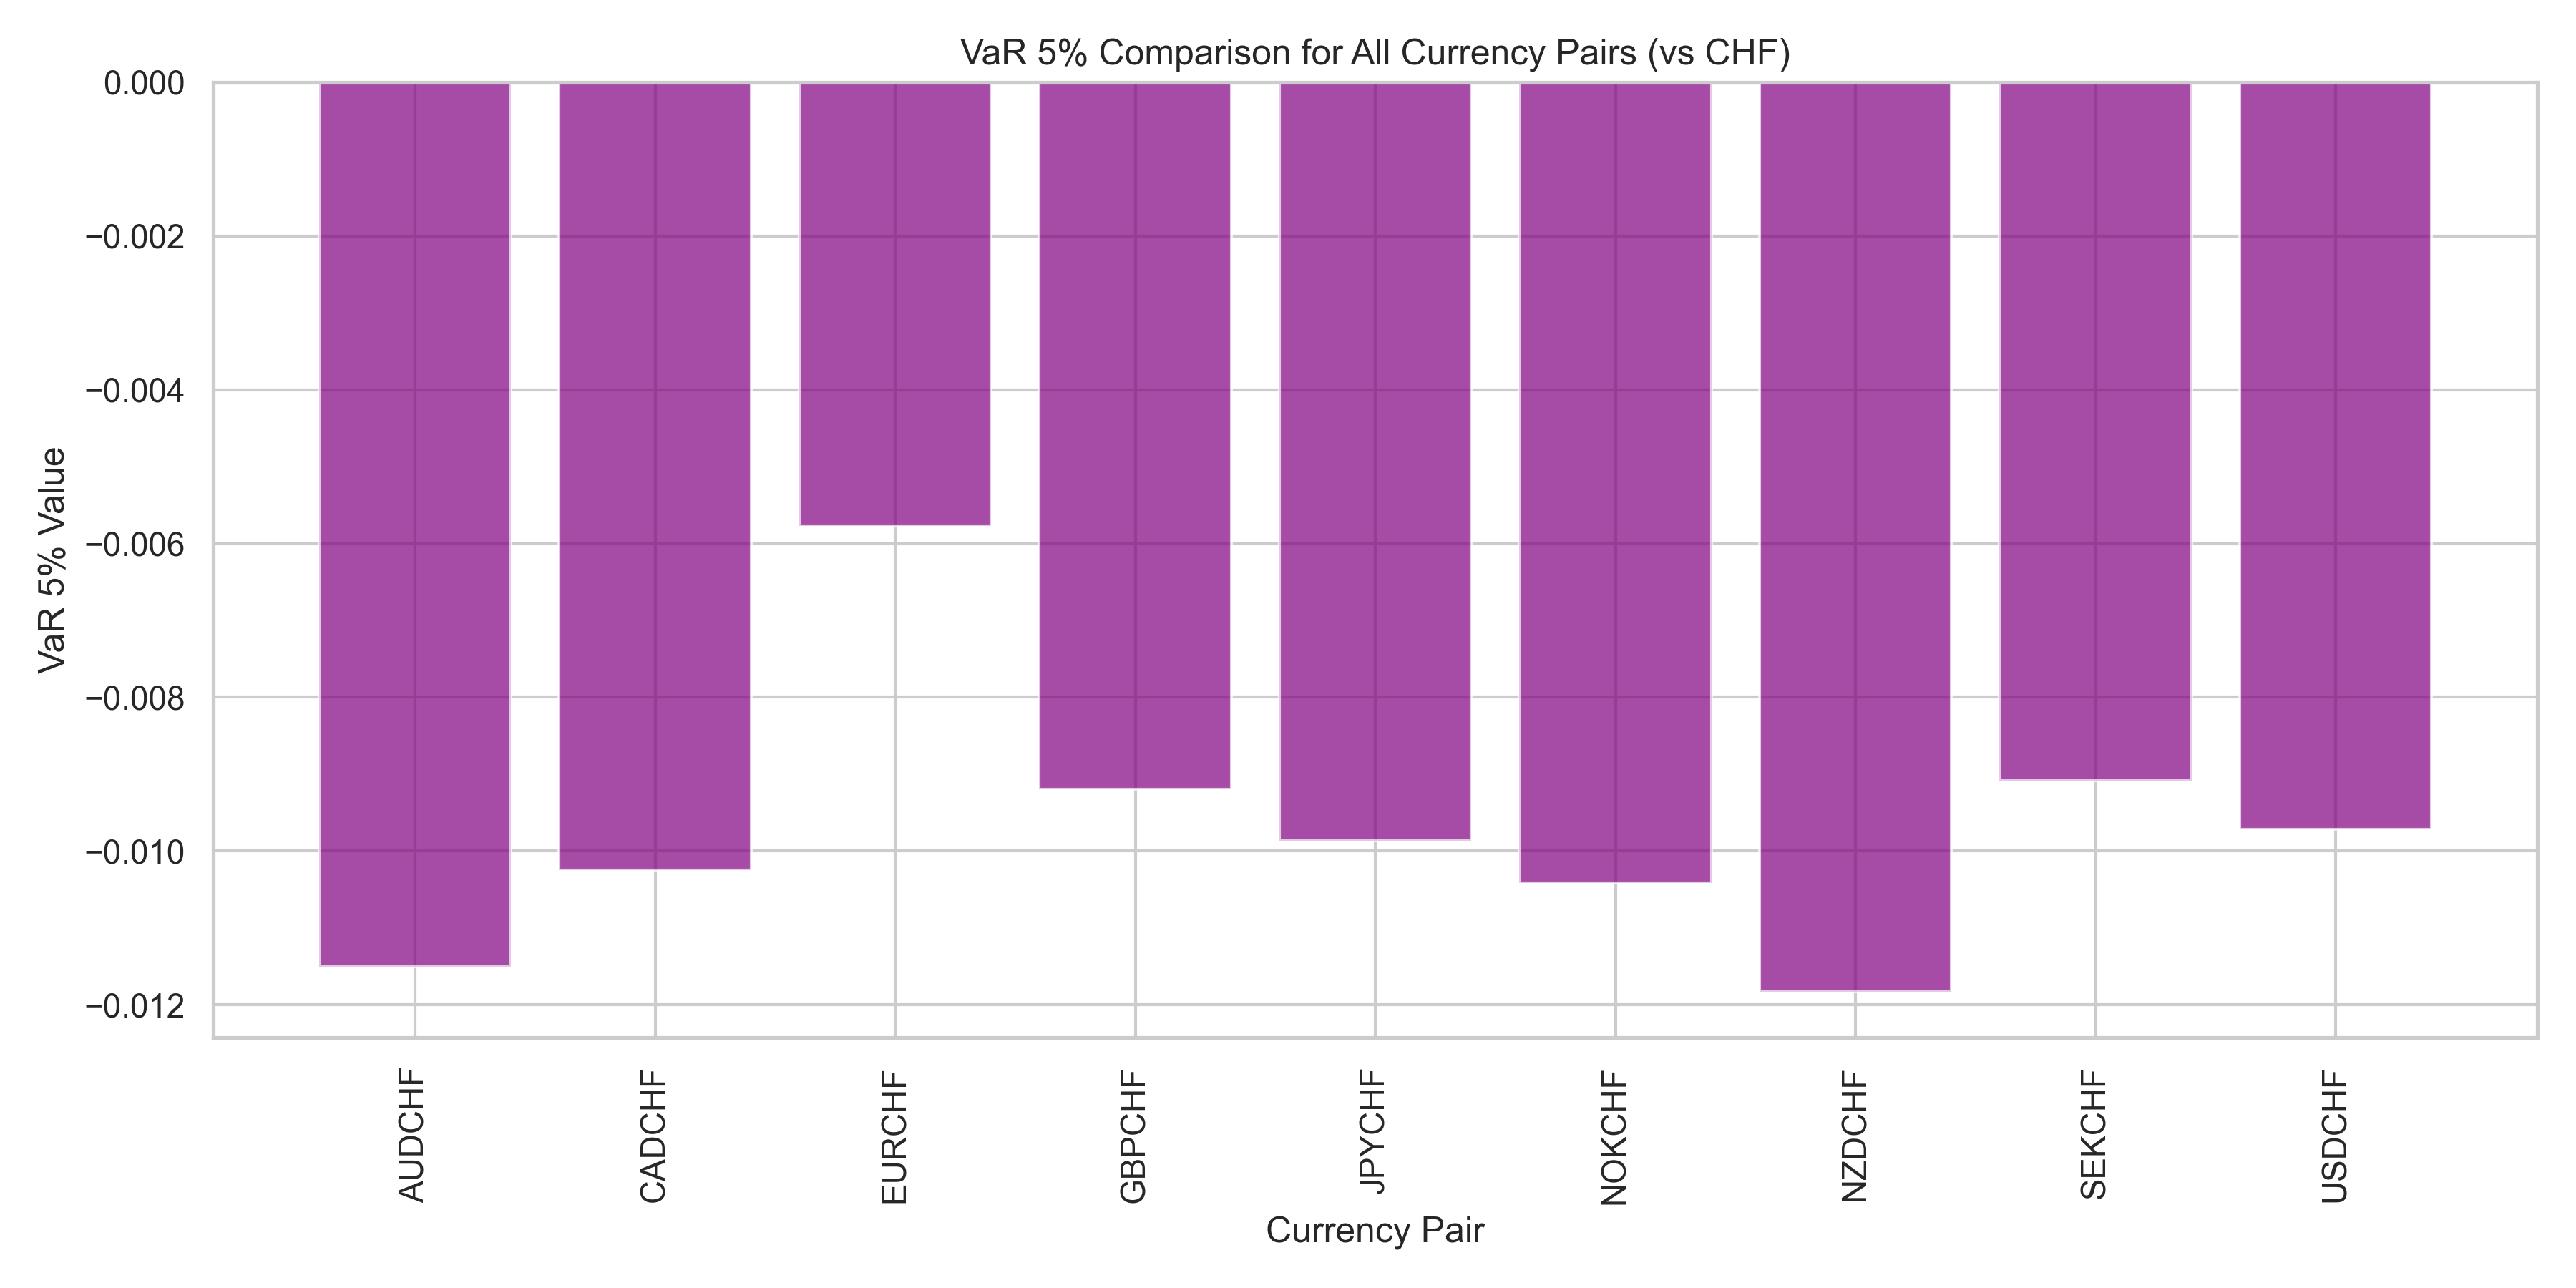 VaR 5% Comparison for All Currency Pairs (vs CHF)
0.000
−0.002
−0.004
−0.006
−0.008
−0.010
−0.012
VaR 5% Value
AUDCHF
CADCHF
EURCHF
GBPCHF
JPYCHF
NOKCHF
NZDCHF
SEKCHF
USDCHF
Currency Pair